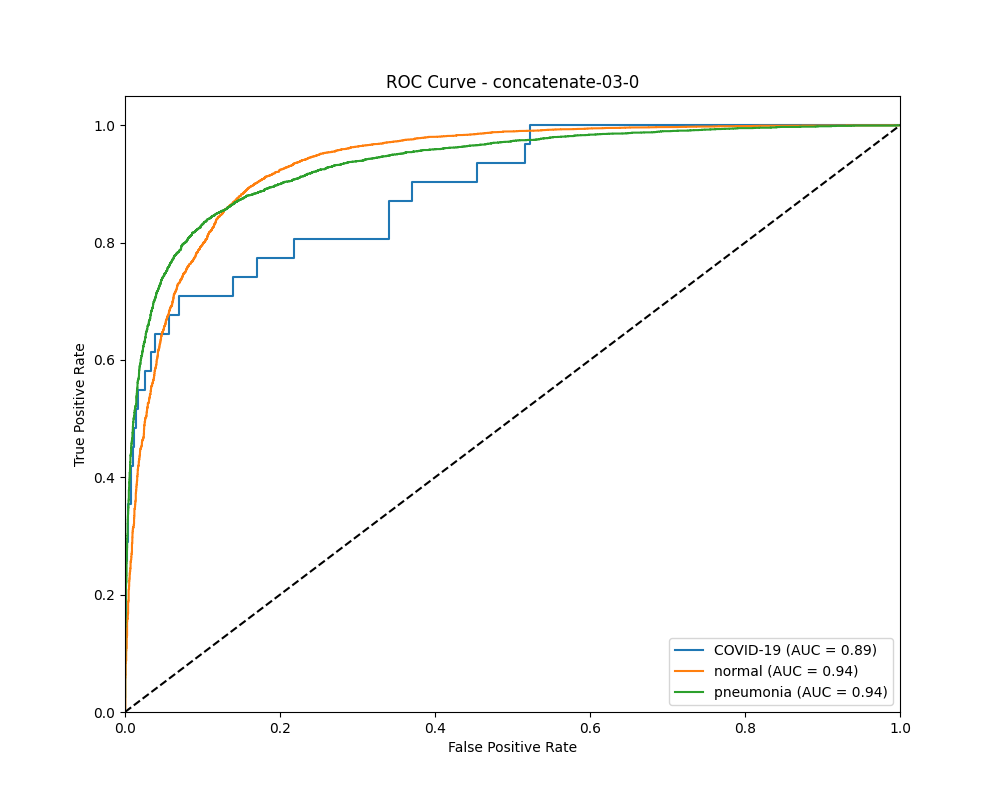 ROC Curve - concatenate-03-0
1.0
0.8
0.6
0.4
0.2
0.0
True Positive Rate
0.0 0.2 0.4 0.6 0.8 1.0
False Positive Rate
COVID-19 (AUC = 0.89)
normal (AUC = 0.94)
pneumonia (AUC = 0.94)